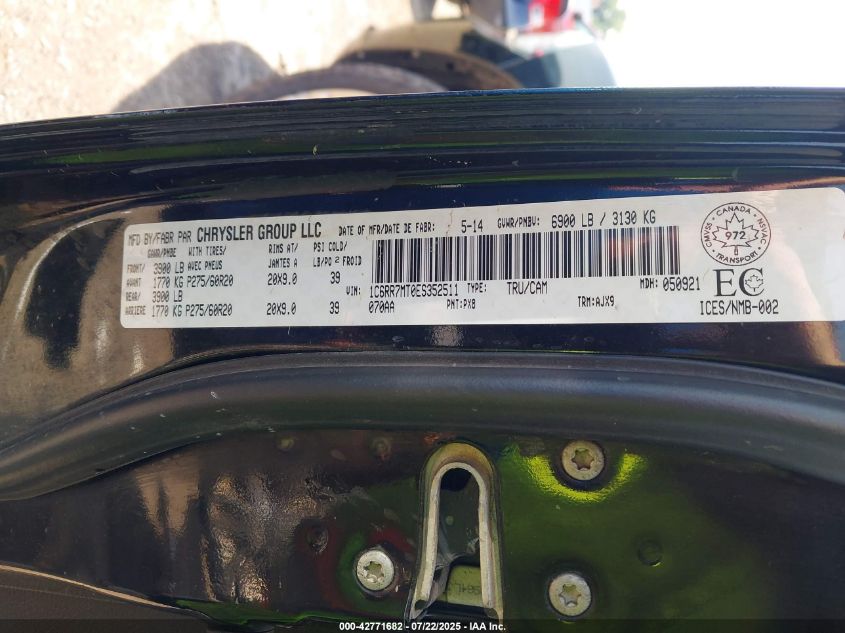 MFD BY/FABR PAR CHRYSLER GROUP LLC DATE OF MFR/DATE DE FABR: 5-14 GVWR/PNBV: 6900 LB / 3130 KG
GAWR/PNBE WITH TIRES/ RIMS AT/ PSI COLD/
FRONT/ 3900 LB AVEC PNEUS JANTES A LB/PO 2 FROID
AVANT 1770 KG P275/60R20 20X9.0 39
REAR/ 3900 LB
ARRIERE 1770 KG P275/60R20 20X9.0 39
VIN: 1C6RR7MT0ES352511 TYPE: TRU/CAM MDH: 050921
070AA PNT:PX8 TRM:AJX9
CMVSS CANADA NSVAC
972
TRANSPORT
EC
ICES/NMB-002
000-42771682 - 07/22/2025 - IAA Inc.